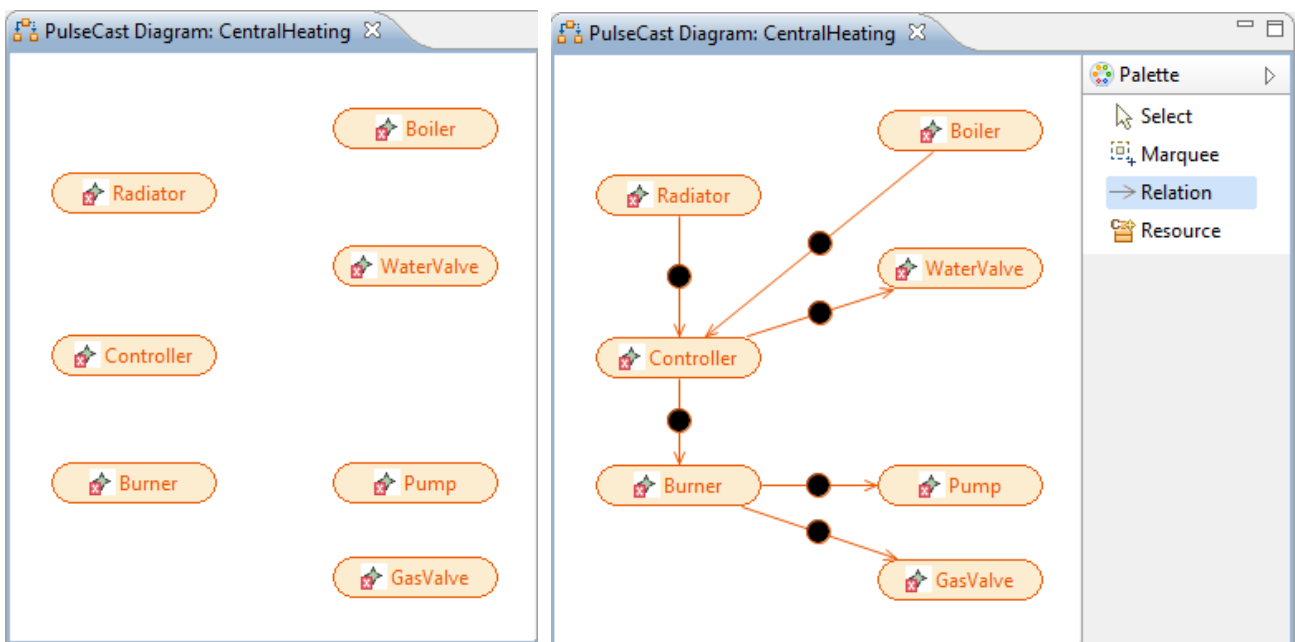 PulseCast Diagram: CentralHeating
Boiler
Radiator
WaterValve
Controller
Burner
Pump
GasValve
PulseCast Diagram: CentralHeating
Boiler
Radiator
WaterValve
Controller
Burner
Pump
GasValve
Palette
Select
Marquee
Relation
Resource